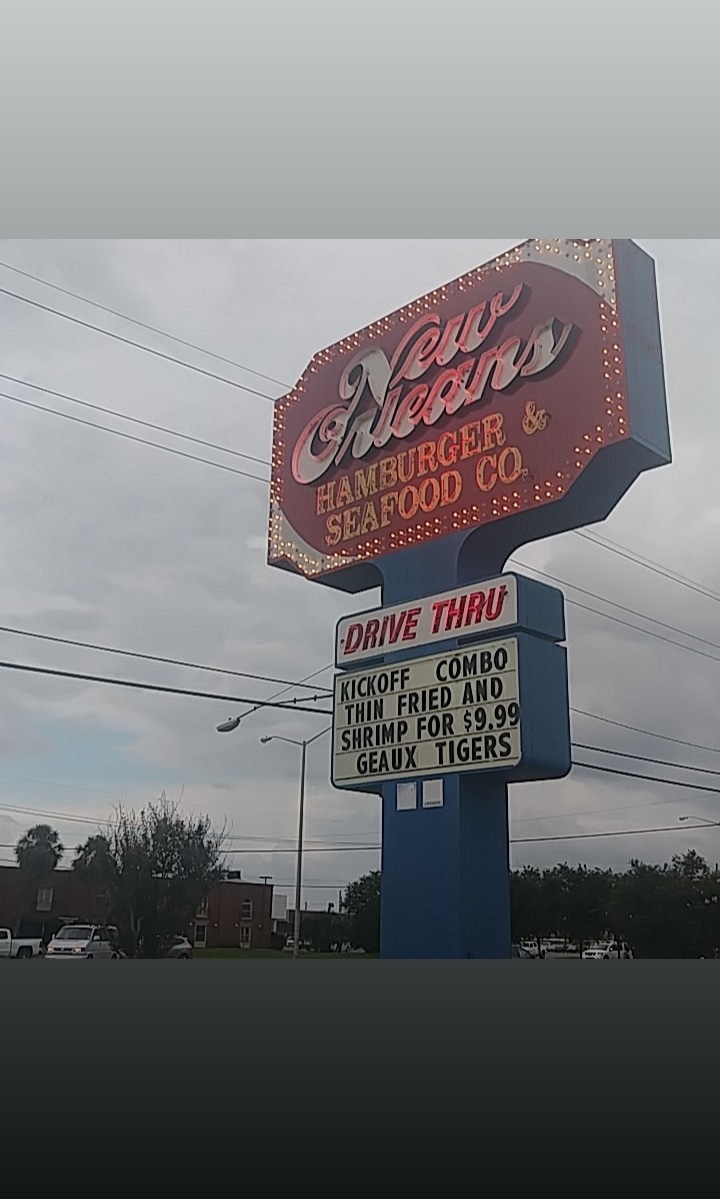 New
Orleans
HAMBURGER &
SEAFOOD CO.
DRIVE THRU
KICKOFF COMBO
THIN FRIED AND
SHRIMP FOR $9.99
GEAUX TIGERS